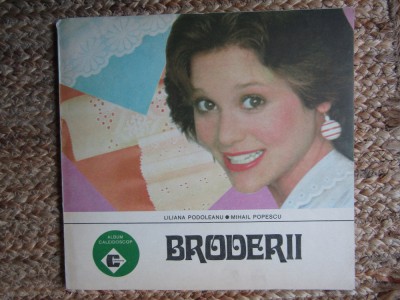 LILIANA PODOLEANU ● MIHAIL POPESCU
ALBUM
CALEIDOSCOP
BRODERII